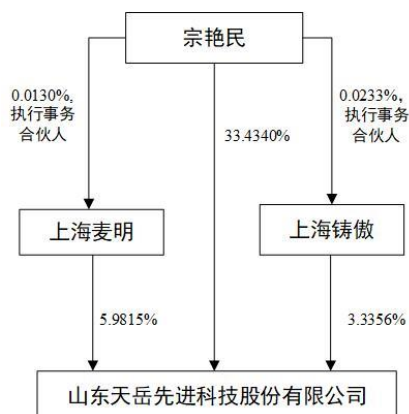 宗艳民
0.0130%,
执行事务
合伙人
33.4340%
0.0233%，
执行事务
合伙人
上海麦明
上海铸傲
5.9815%
3.3356%
山东天岳先进科技股份有限公司